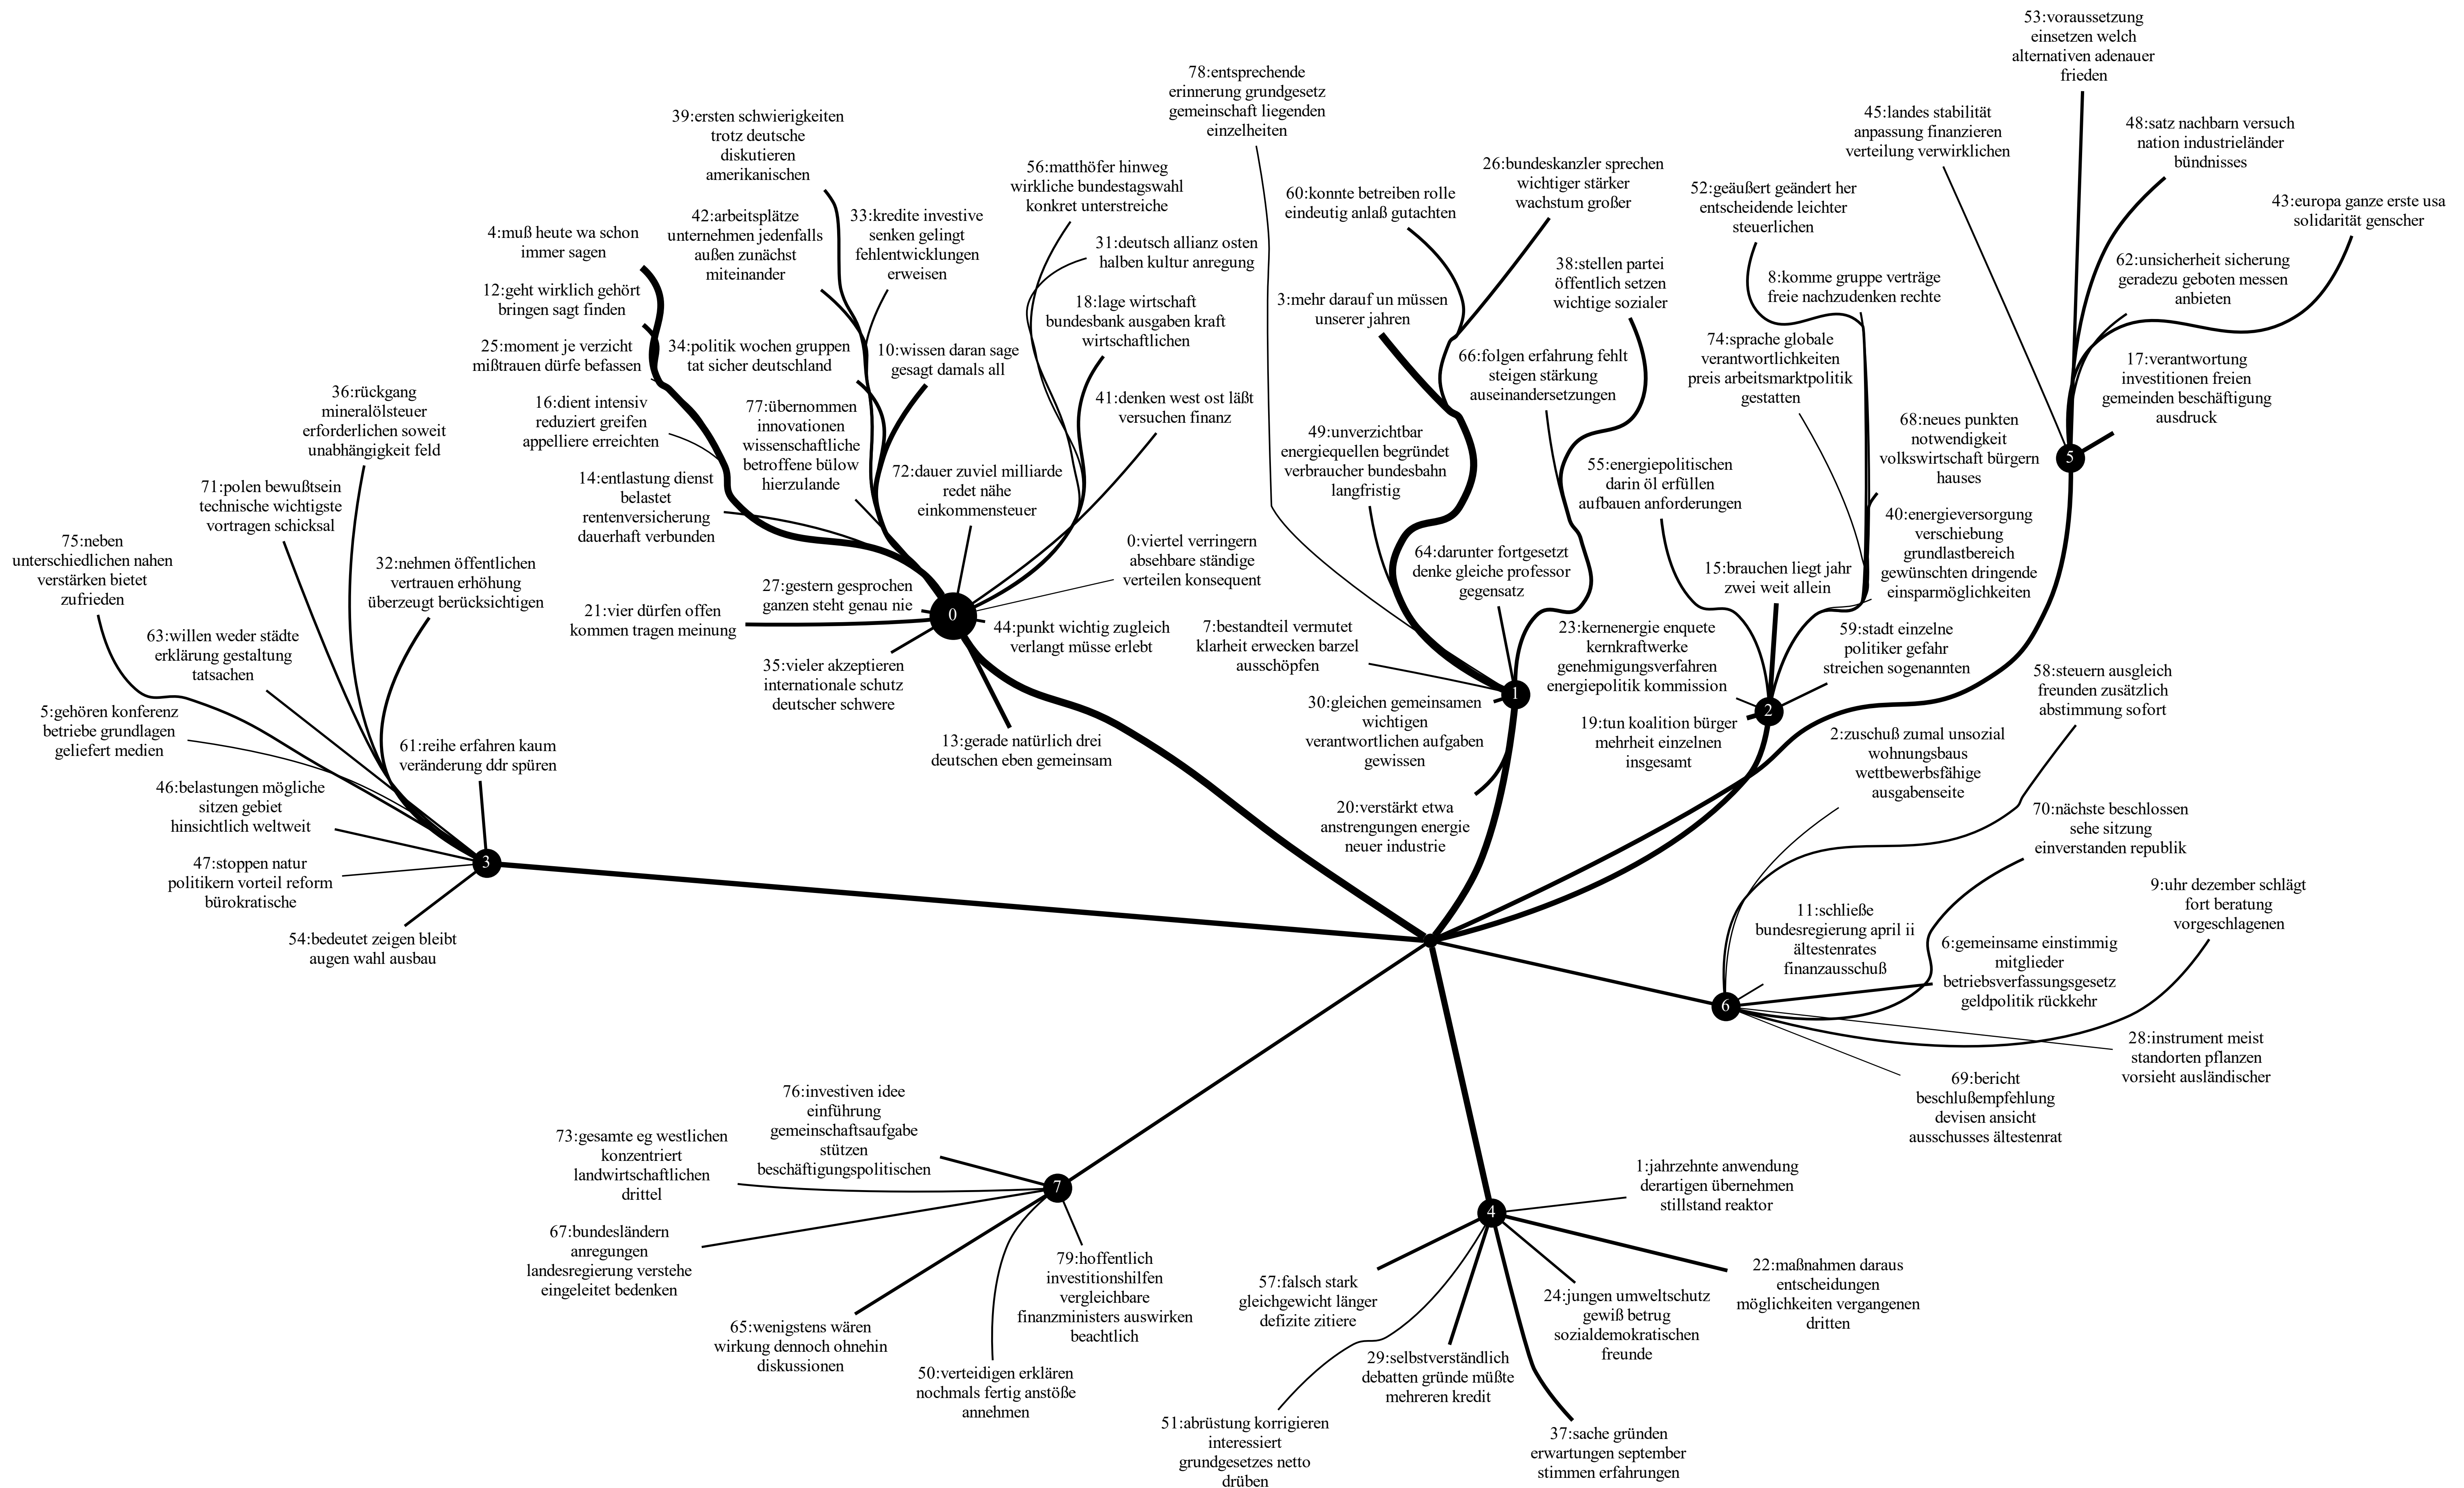 53:voraussetzung
einsetzen welch
alternativen adenauer
frieden
78:entsprechende
erinnerung grundgesetz
gemeinschaft liegenden
einzelheiten
39:ersten schwierigkeiten
trotz deutsche
diskutieren
amerikanischen
45:landes stabilität
anpassung finanzieren
verteilung verwirklichen
48:satz nachbarn versuch
nation industrieländer
bündnisses
56:matthöfer hinweg
wirkliche bundestagswahl
konkret unterstreiche
26:bundeskanzler sprechen
wichtiger stärker
wachstum großer
60:konnte betreiben rolle
eindeutig anlaß gutachten
52:geäußert geändert her
entscheidende leichter
steuerlichen
43:europa ganze erste usa
solidarität genscher
4:muß heute wa schon
immer sagen
42:arbeitsplätze
unternehmen jedenfalls
außen zunächst
miteinander
33:kredite investive
senken gelingt
fehlentwicklungen
erweisen
31:deutsch allianz osten
halben kultur anregung
38:stellen partei
öffentlich setzen
wichtige sozialer
8:komme gruppe verträge
freie nachzudenken rechte
62:unsicherheit sicherung
geradezu geboten messen
anbieten
12:geht wirklich gehört
bringen sagt finden
18:lage wirtschaft
bundesbank ausgaben kraft
wirtschaftlichen
3:mehr darauf un müssen
unserer jahren
25:moment je verzicht
mißtrauen dürfe befassen
34:politik wochen gruppen
tat sicher deutschland
10:wissen daran sage
gesagt damals all
66:folgen erfahrung fehlt
steigen stärkung
auseinandersetzungen
74:sprache globale
verantwortlichkeiten
preis arbeitsmarktpolitik
gestatten
17:verantwortung
investitionen freien
gemeinden beschäftigung
ausdruck
36:rückgang
mineralölsteuer
erforderlichen soweit
unabhängigkeit feld
16:dient intensiv
reduziert greifen
appelliere erreichten
77:übernommen
innovationen
wissenschaftliche
betroffene bülow
hierzulande
41:denken west ost läßt
versuchen finanz
49:unverzichtbar
energiequellen begründet
verbraucher bundesbahn
langfristig
68:neues punkten
notwendigkeit
volkswirtschaft bürgern
hauses
5
71:polen bewußtsein
technische wichtigste
vortragen schicksal
14:entlastung dienst
belastet
rentenversicherung
dauerhaft verbunden
72:dauer zuviel milliarde
redet nähe
einkommensteuer
55:energiepolitischen
darin öl erfüllen
aufbauen anforderungen
40:energieversorgung
verschiebung
grundlastbereich
gewünschten dringende
einsparmöglichkeiten
75:neben
unterschiedlichen nahen
verstärken bietet
zufrieden
32:nehmen öffentlichen
vertrauen erhöhung
überzeugt berücksichtigen
0:viertel verringern
absehbare ständige
verteilen konsequent
64:darunter fortgesetzt
denke gleiche professor
gegensatz
15:brauchen liegt jahr
zwei weit allein
27:gestern gesprochen
ganzen steht genau nie
21:vier dürfen offen
kommen tragen meinung
0
44:punkt wichtig zugleich
verlangt müsse erlebt
7:bestandteil vermutet
klarheit erwecken barzel
ausschöpfen
23:kernenergie enquete
kernkraftwerke
genehmigungsverfahren
energiepolitik kommission
59:stadt einzelne
politiker gefahr
streichen sogenannten
63:willen weder städte
erklärung gestaltung
tatsachen
35:vieler akzeptieren
internationale schutz
deutscher schwere
1
2
58:steuern ausgleich
freunden zusätzlich
abstimmung sofort
5:gehören konferenz
betriebe grundlagen
geliefert medien
30:gleichen gemeinsamen
wichtigen
verantwortlichen aufgaben
gewissen
19:tun koalition bürger
mehrheit einzelnen
insgesamt
13:gerade natürlich drei
deutschen eben gemeinsam
61:reihe erfahren kaum
veränderung ddr spüren
2:zuschuß zumal unsozial
wohnungsbaus
wettbewerbsfähige
ausgabenseite
46:belastungen mögliche
sitzen gebiet
hinsichtlich weltweit
20:verstärkt etwa
anstrengungen energie
neuer industrie
70:nächste beschlossen
sehe sitzung
einverstanden republik
3
47:stoppen natur
politikern vorteil reform
bürokratische
9:uhr dezember schlägt
fort beratung
vorgeschlagenen
54:bedeutet zeigen bleibt
augen wahl ausbau
11:schließe
bundesregierung april ii
ältestenrates
finanzausschuß
6:gemeinsame einstimmig
mitglieder
betriebsverfassungsgesetz
geldpolitik rückkehr
6
28:instrument meist
standorten pflanzen
vorsieht ausländischer
69:bericht
beschlußempfehlung
devisen ansicht
ausschusses ältestenrat
76:investiven idee
einführung
gemeinschaftsaufgabe
stützen
beschäftigungspolitischen
73:gesamte eg westlichen
konzentriert
landwirtschaftlichen
drittel
7
1:jahrzehnte anwendung
derartigen übernehmen
stillstand reaktor
4
67:bundesländern
anregungen
landesregierung verstehe
eingeleitet bedenken
79:hoffentlich
investitionshilfen
vergleichbare
finanzministers auswirken
beachtlich
57:falsch stark
gleichgewicht länger
defizite zitiere
24:jungen umweltschutz
gewiß betrug
sozialdemokratischen
freunde
22:maßnahmen daraus
entscheidungen
möglichkeiten vergangenen
dritten
65:wenigstens wären
wirkung dennoch ohnehin
diskussionen
50:verteidigen erklären
nochmals fertig anstöße
annehmen
29:selbstverständlich
debatten gründe müßte
mehreren kredit
51:abrüstung korrigieren
interessiert
grundgesetzes netto
drüben
37:sache gründen
erwartungen september
stimmen erfahrungen